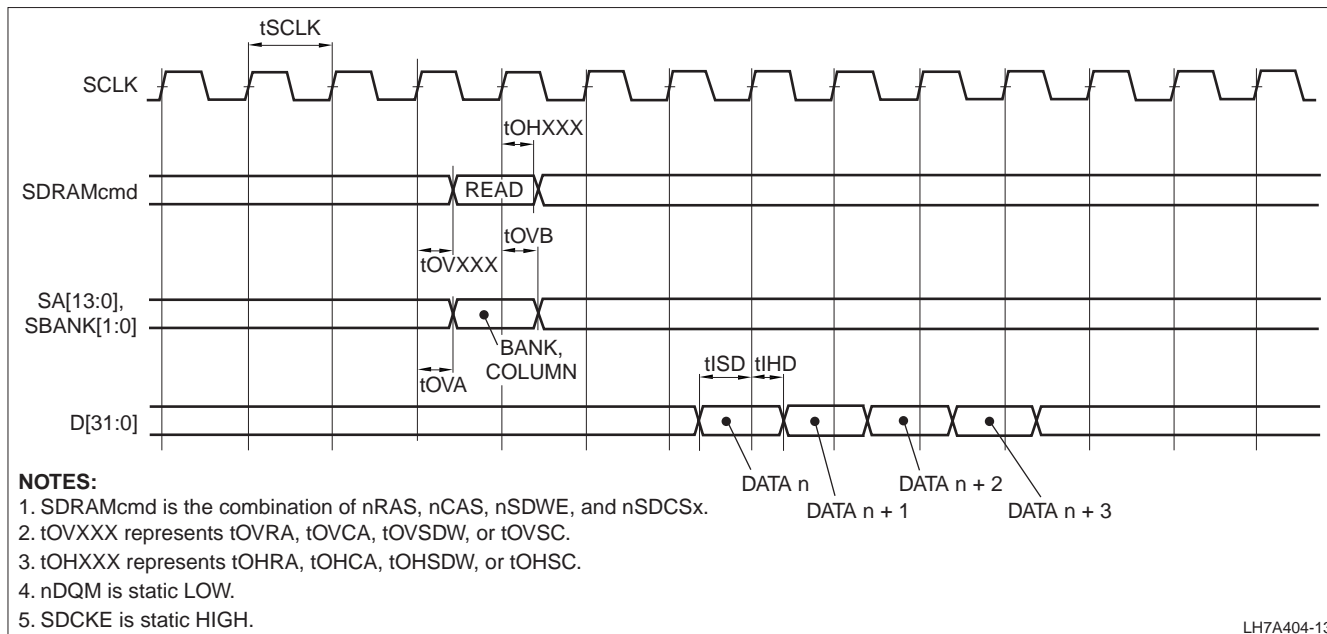 tSCLK
SCLK
tOHXXX
SDRAMcmd
READ
tOVB
tOVXXX
SA[13:0],
SBANK[1:0]
BANK,
COLUMN
tOVA
tISD
tIHD
D[31:0]
DATA n
DATA n + 2
DATA n + 1
DATA n + 3
NOTES:
1. SDRAMcmd is the combination of nRAS, nCAS, nSDWE, and nSDCSx.
2. tOVXXX represents tOVRA, tOVCA, tOVSDW, or tOVSC.
3. tOHXXX represents tOHRA, tOHCA, tOHSDW, or tOHSC.
4. nDQM is static LOW.
5. SDCKE is static HIGH.
LH7A404-13